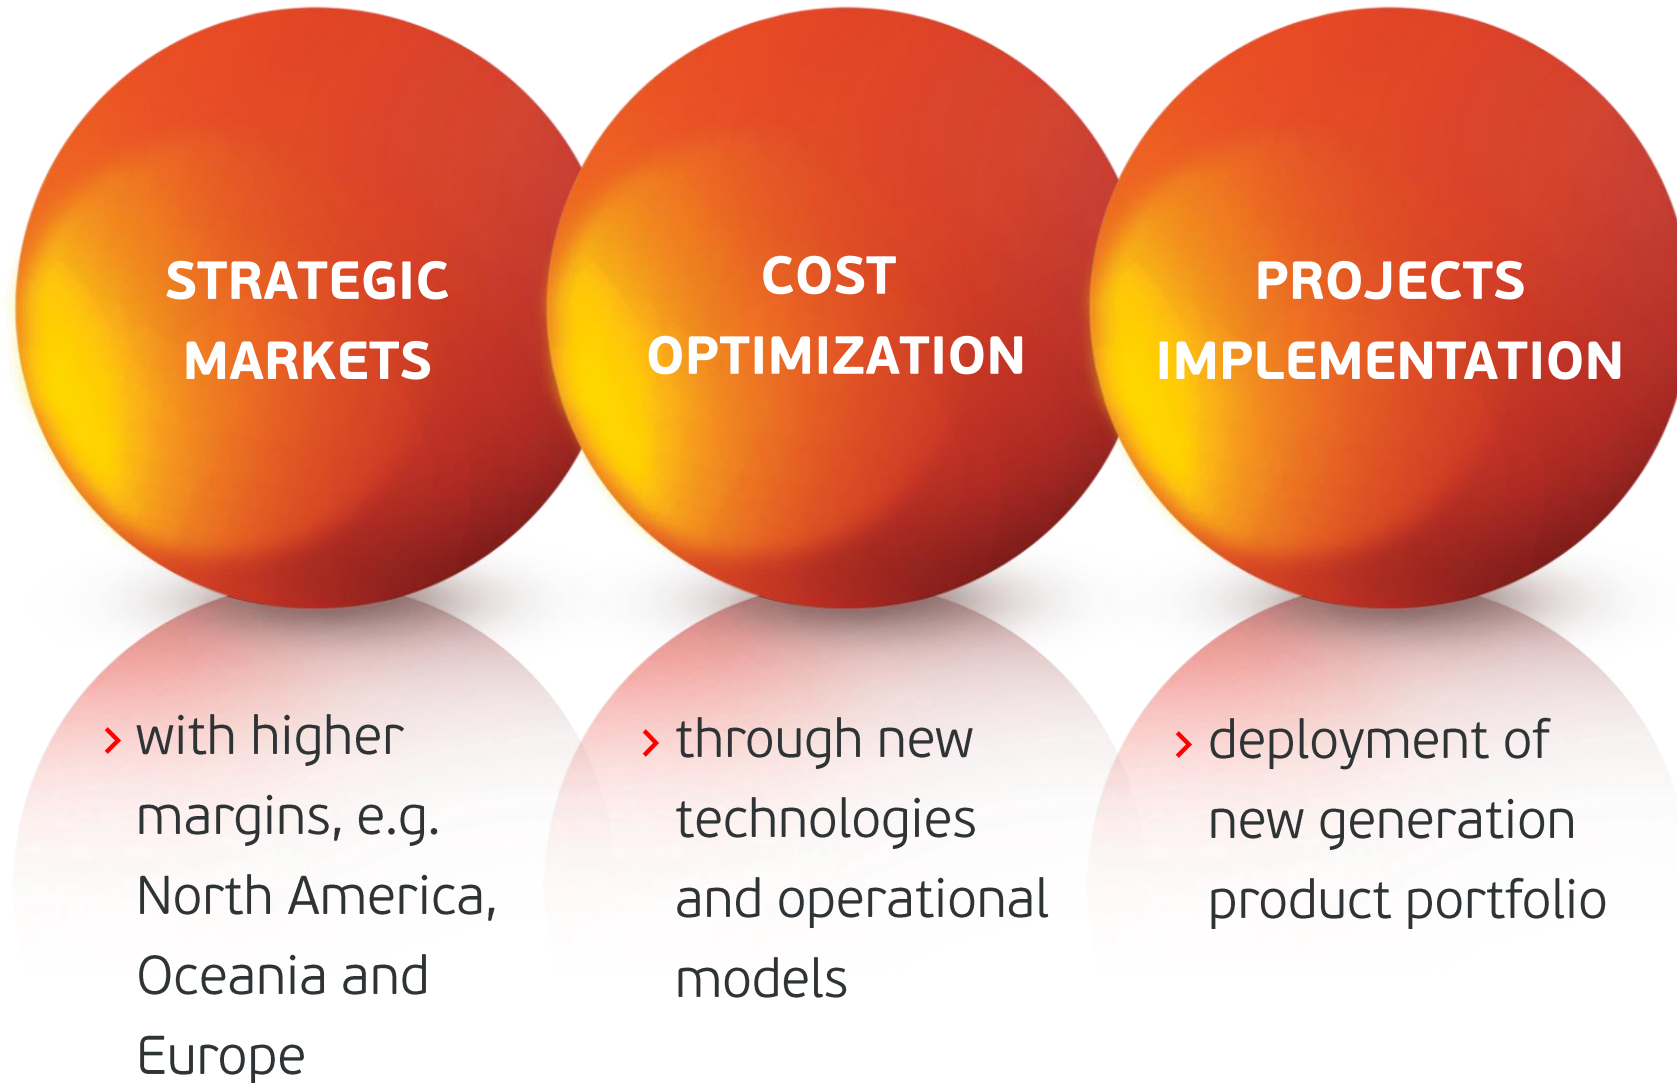 STRATEGIC
MARKETS
COST
OPTIMIZATION
PROJECTS
IMPLEMENTATION
› with higher
margins, e.g.
North America,
Oceania and
Europe
› through new
technologies
and operational
models
› deployment of
new generation
product portfolio